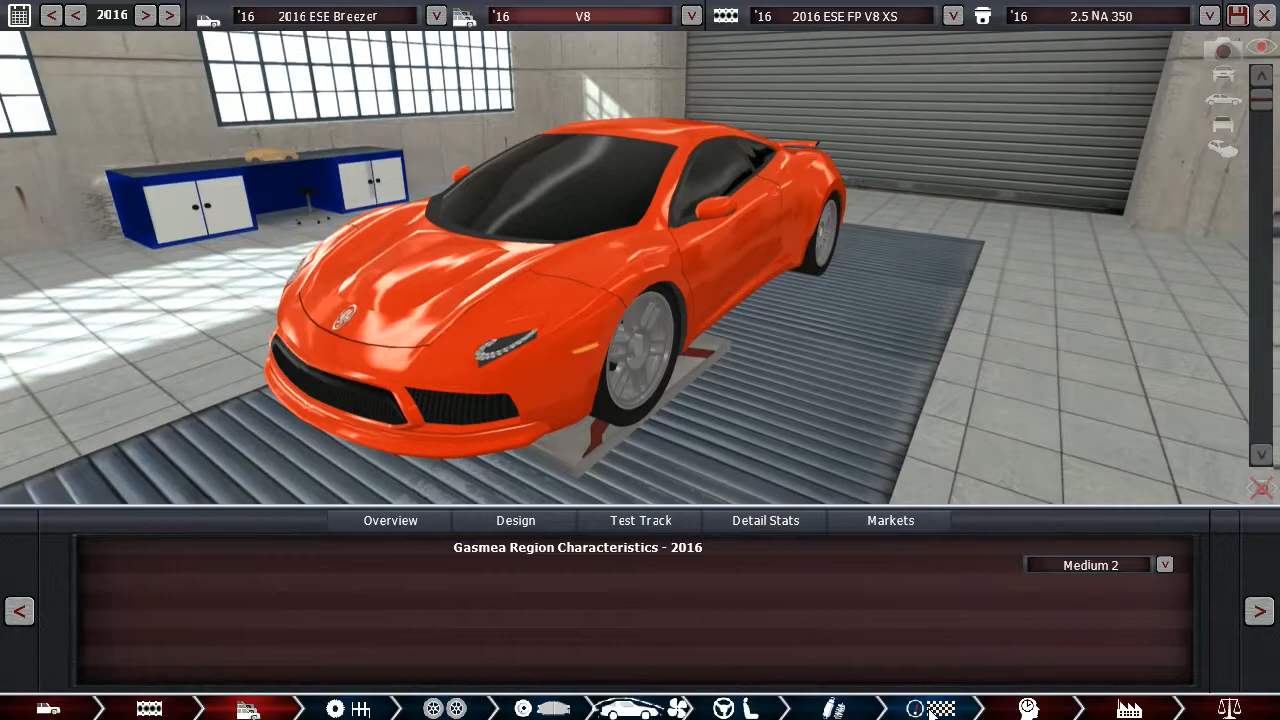 2016 '16 2016 ESE Breezer '16 V8 '16 2016 ESE FP V8 XS '16 2.5 NA 350
Overview Design Test Track Detail Stats Markets
Gasmea Region Characteristics - 2016
Medium 2